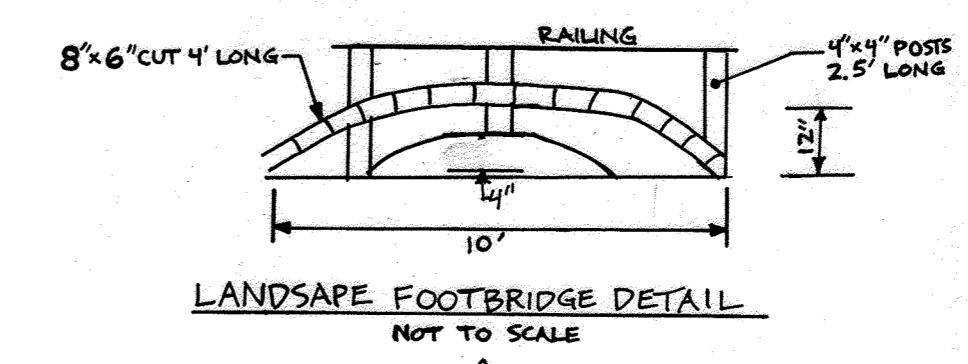 RAILING
8"x6" CUT 4' LONG
4"x4" POSTS
2.5' LONG
12"
4"
10'
LANDSAPE FOOTBRIDGE DETAIL
NOT TO SCALE